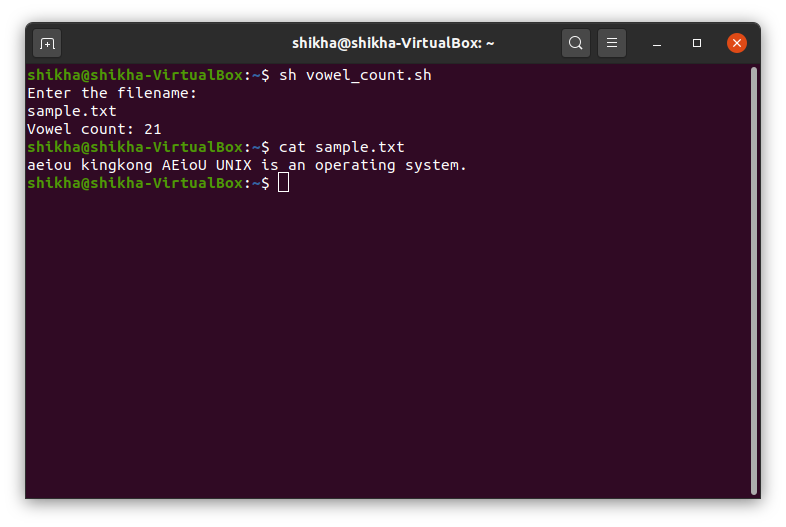 shikha@shikha-VirtualBox: ~
shikha@shikha-VirtualBox:~$ sh vowel_count.sh
Enter the filename:
sample.txt
Vowel count: 21
shikha@shikha-VirtualBox:~$ cat sample.txt
aeiou kingkong AEioU UNIX is an operating system.
shikha@shikha-VirtualBox:~$